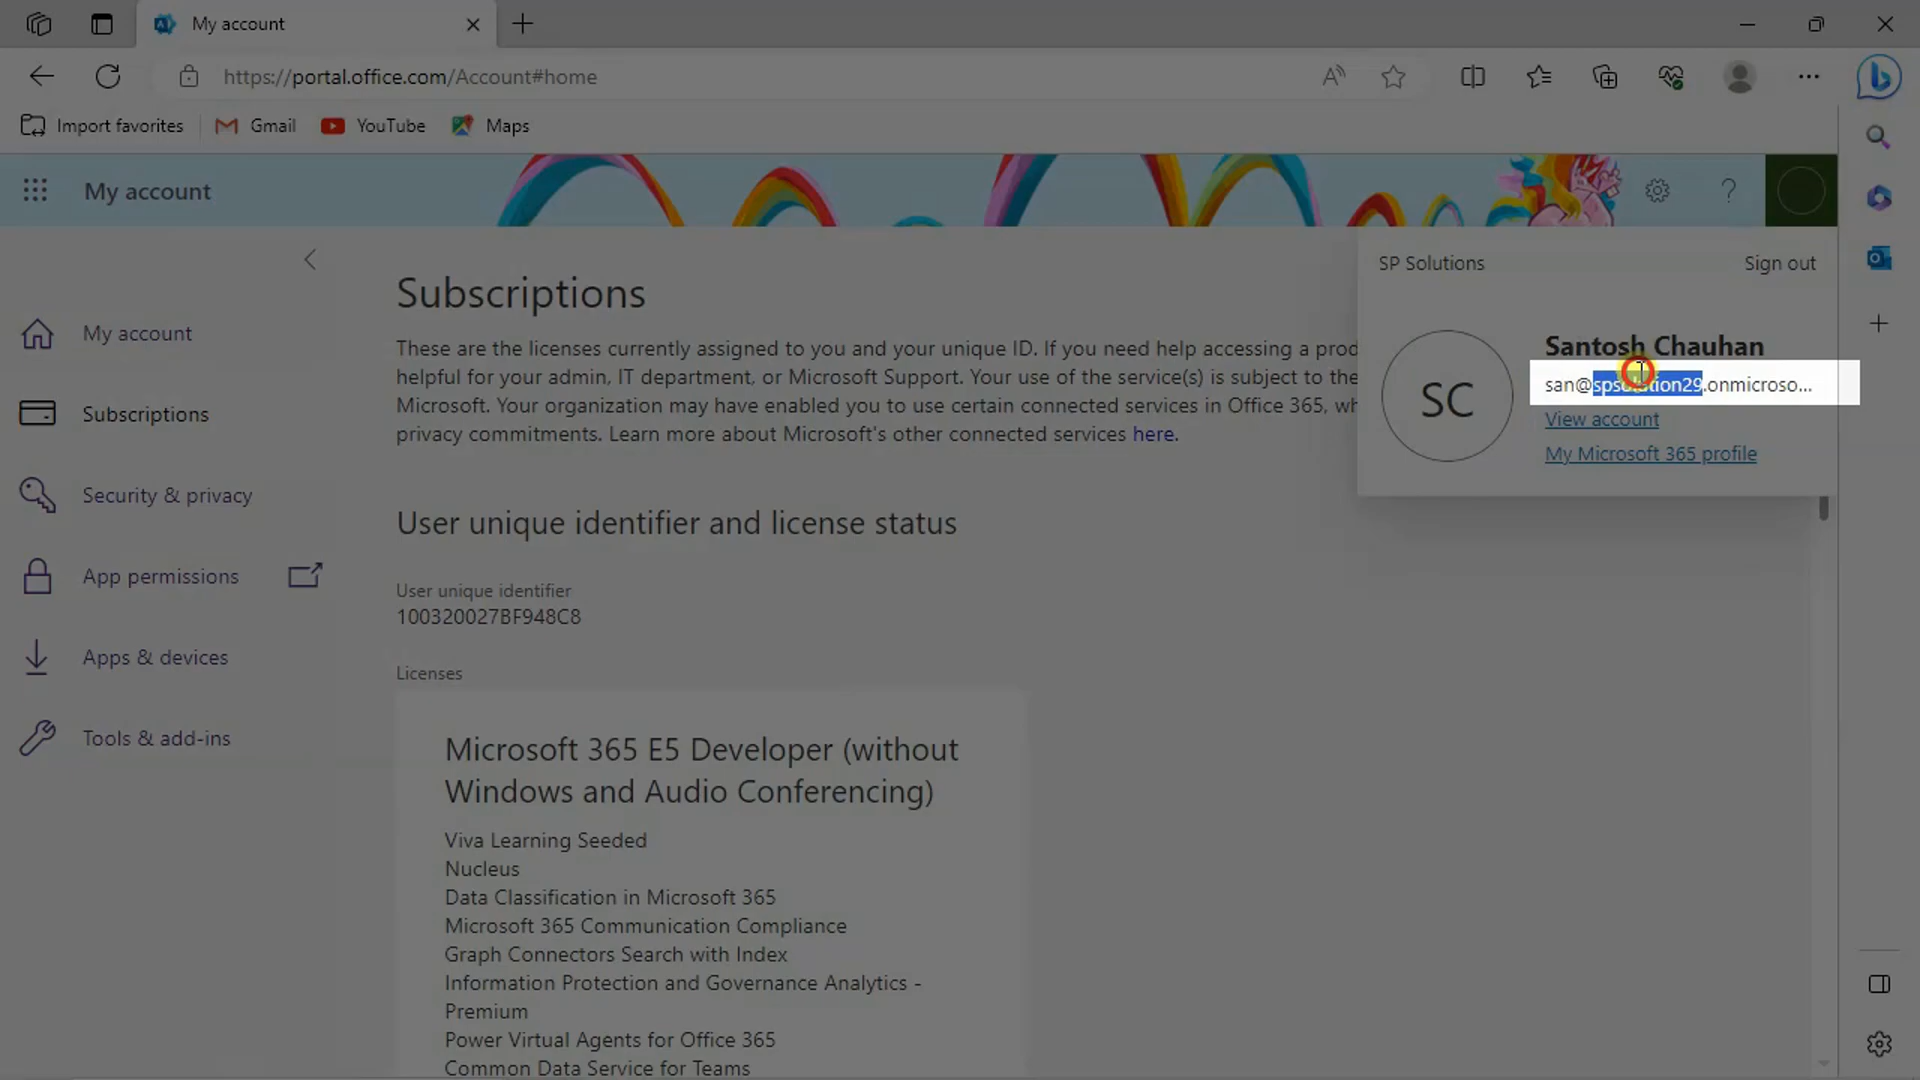 My account
https://portal.office.com/Account#home
Import favorites
Gmail
YouTube
Maps
My account
?
SP Solutions
Sign out
SC
Santosh Chauhan
san@spsolution29.onmicroso...
View account
My Microsoft 365 profile
My account
Subscriptions
Security & privacy
App permissions
Apps & devices
Tools & add-ins
Subscriptions
These are the licenses currently assigned to you and your unique ID. If you need help accessing a prod
helpful for your admin, IT department, or Microsoft Support. Your use of the service(s) is subject to the
Microsoft. Your organization may have enabled you to use certain connected services in Office 365, wh
privacy commitments. Learn more about Microsoft's other connected services here.
User unique identifier and license status
User unique identifier
100320027BF948C8
Licenses
Microsoft 365 E5 Developer (without
Windows and Audio Conferencing)
Viva Learning Seeded
Nucleus
Data Classification in Microsoft 365
Microsoft 365 Communication Compliance
Graph Connectors Search with Index
Information Protection and Governance Analytics -
Premium
Power Virtual Agents for Office 365
Common Data Service for Teams